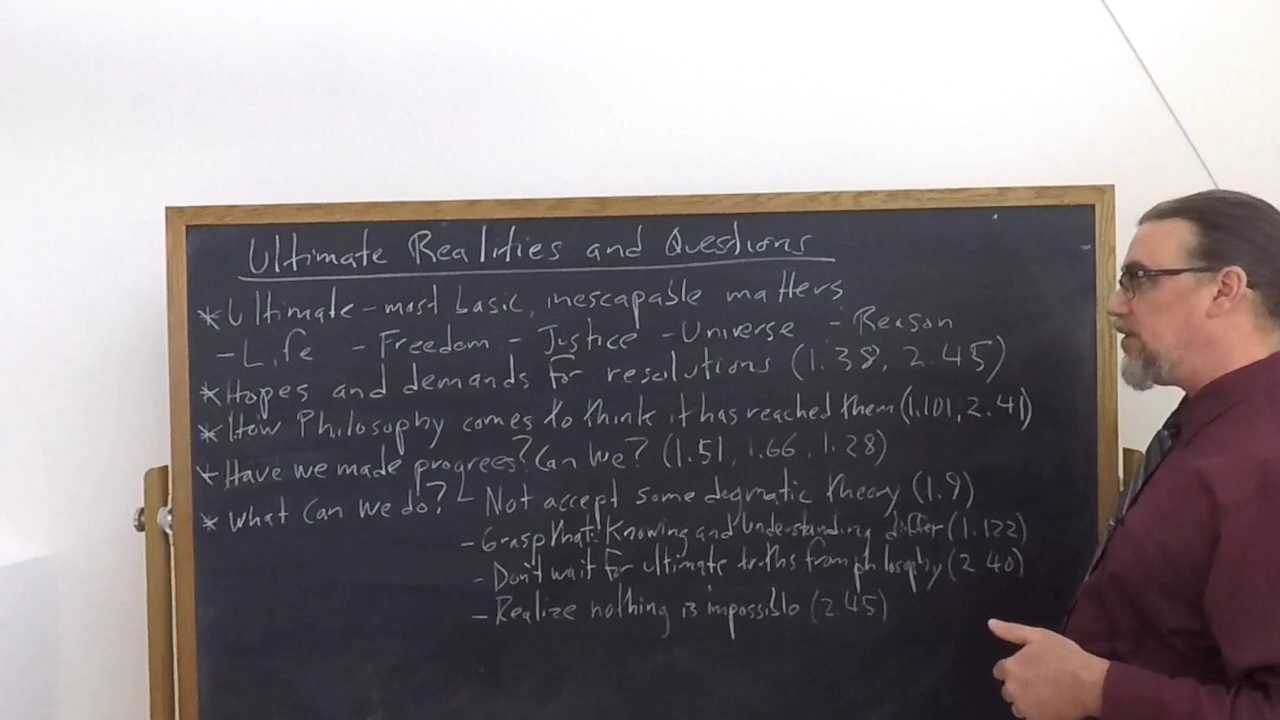 Ultimate Realities and Questions
* Ultimate - most basic, inescapable matters
- Life - Freedom - Justice - Universe - Reason
* Hopes and demands for resolutions (1.38, 2.45)
* How Philosophy comes to think it has reached them (1.101, 2.41)
* Have we made progrees? Can We? (1.51, 1.66, 1.28)
* What Can We do? - Not accept some dogmatic theory (1.9)
- Grasp that: Knowing and Understanding differ (1.122)
- Don't wait for ultimate truths from philosophy (2.40)
- Realize nothing is impossible (2.45)